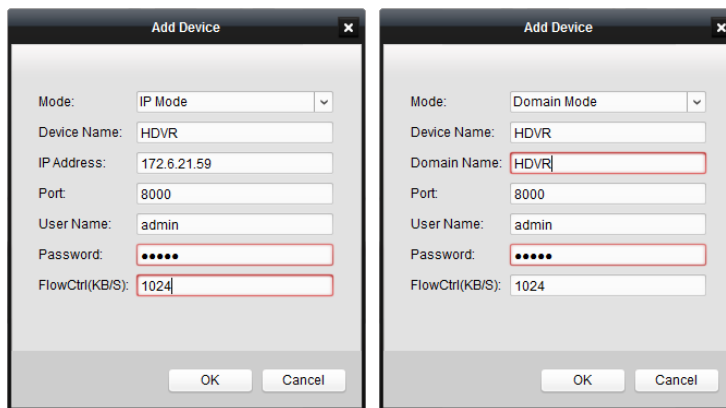 Add Device
Mode: IP Mode
Device Name: HDVR
IP Address: 172.6.21.59
Port: 8000
User Name: admin
Password: ●●●●●
FlowCtrl(KB/S): 1024
OK Cancel
Add Device
Mode: Domain Mode
Device Name: HDVR
Domain Name: HDVR
Port: 8000
User Name: admin
Password: ●●●●●
FlowCtrl(KB/S): 1024
OK Cancel